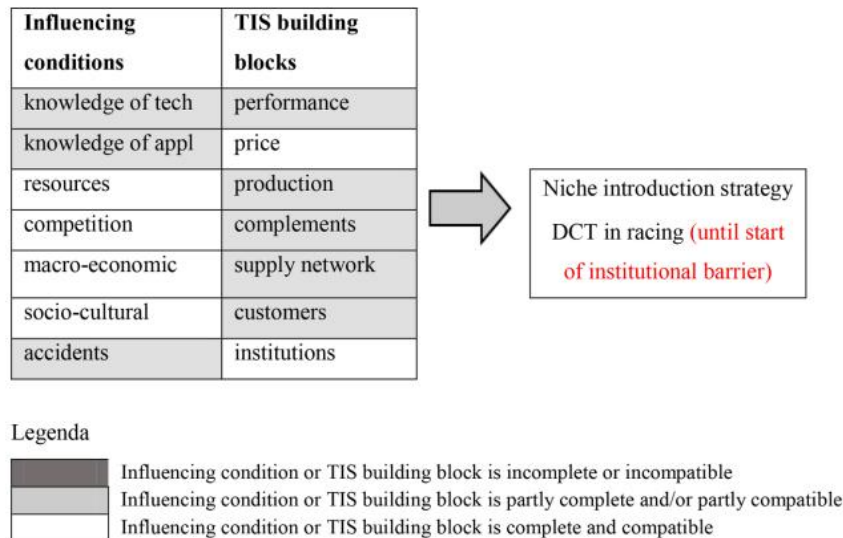 Influencing conditions
TIS building blocks
knowledge of tech
performance
knowledge of appl
price
resources
production
competition
complements
macro-economic
supply network
socio-cultural
customers
accidents
institutions
Niche introduction strategy
DCT in racing (until start
of institutional barrier)
Legenda
Influencing condition or TIS building block is incomplete or incompatible
Influencing condition or TIS building block is partly complete and/or partly compatible
Influencing condition or TIS building block is complete and compatible